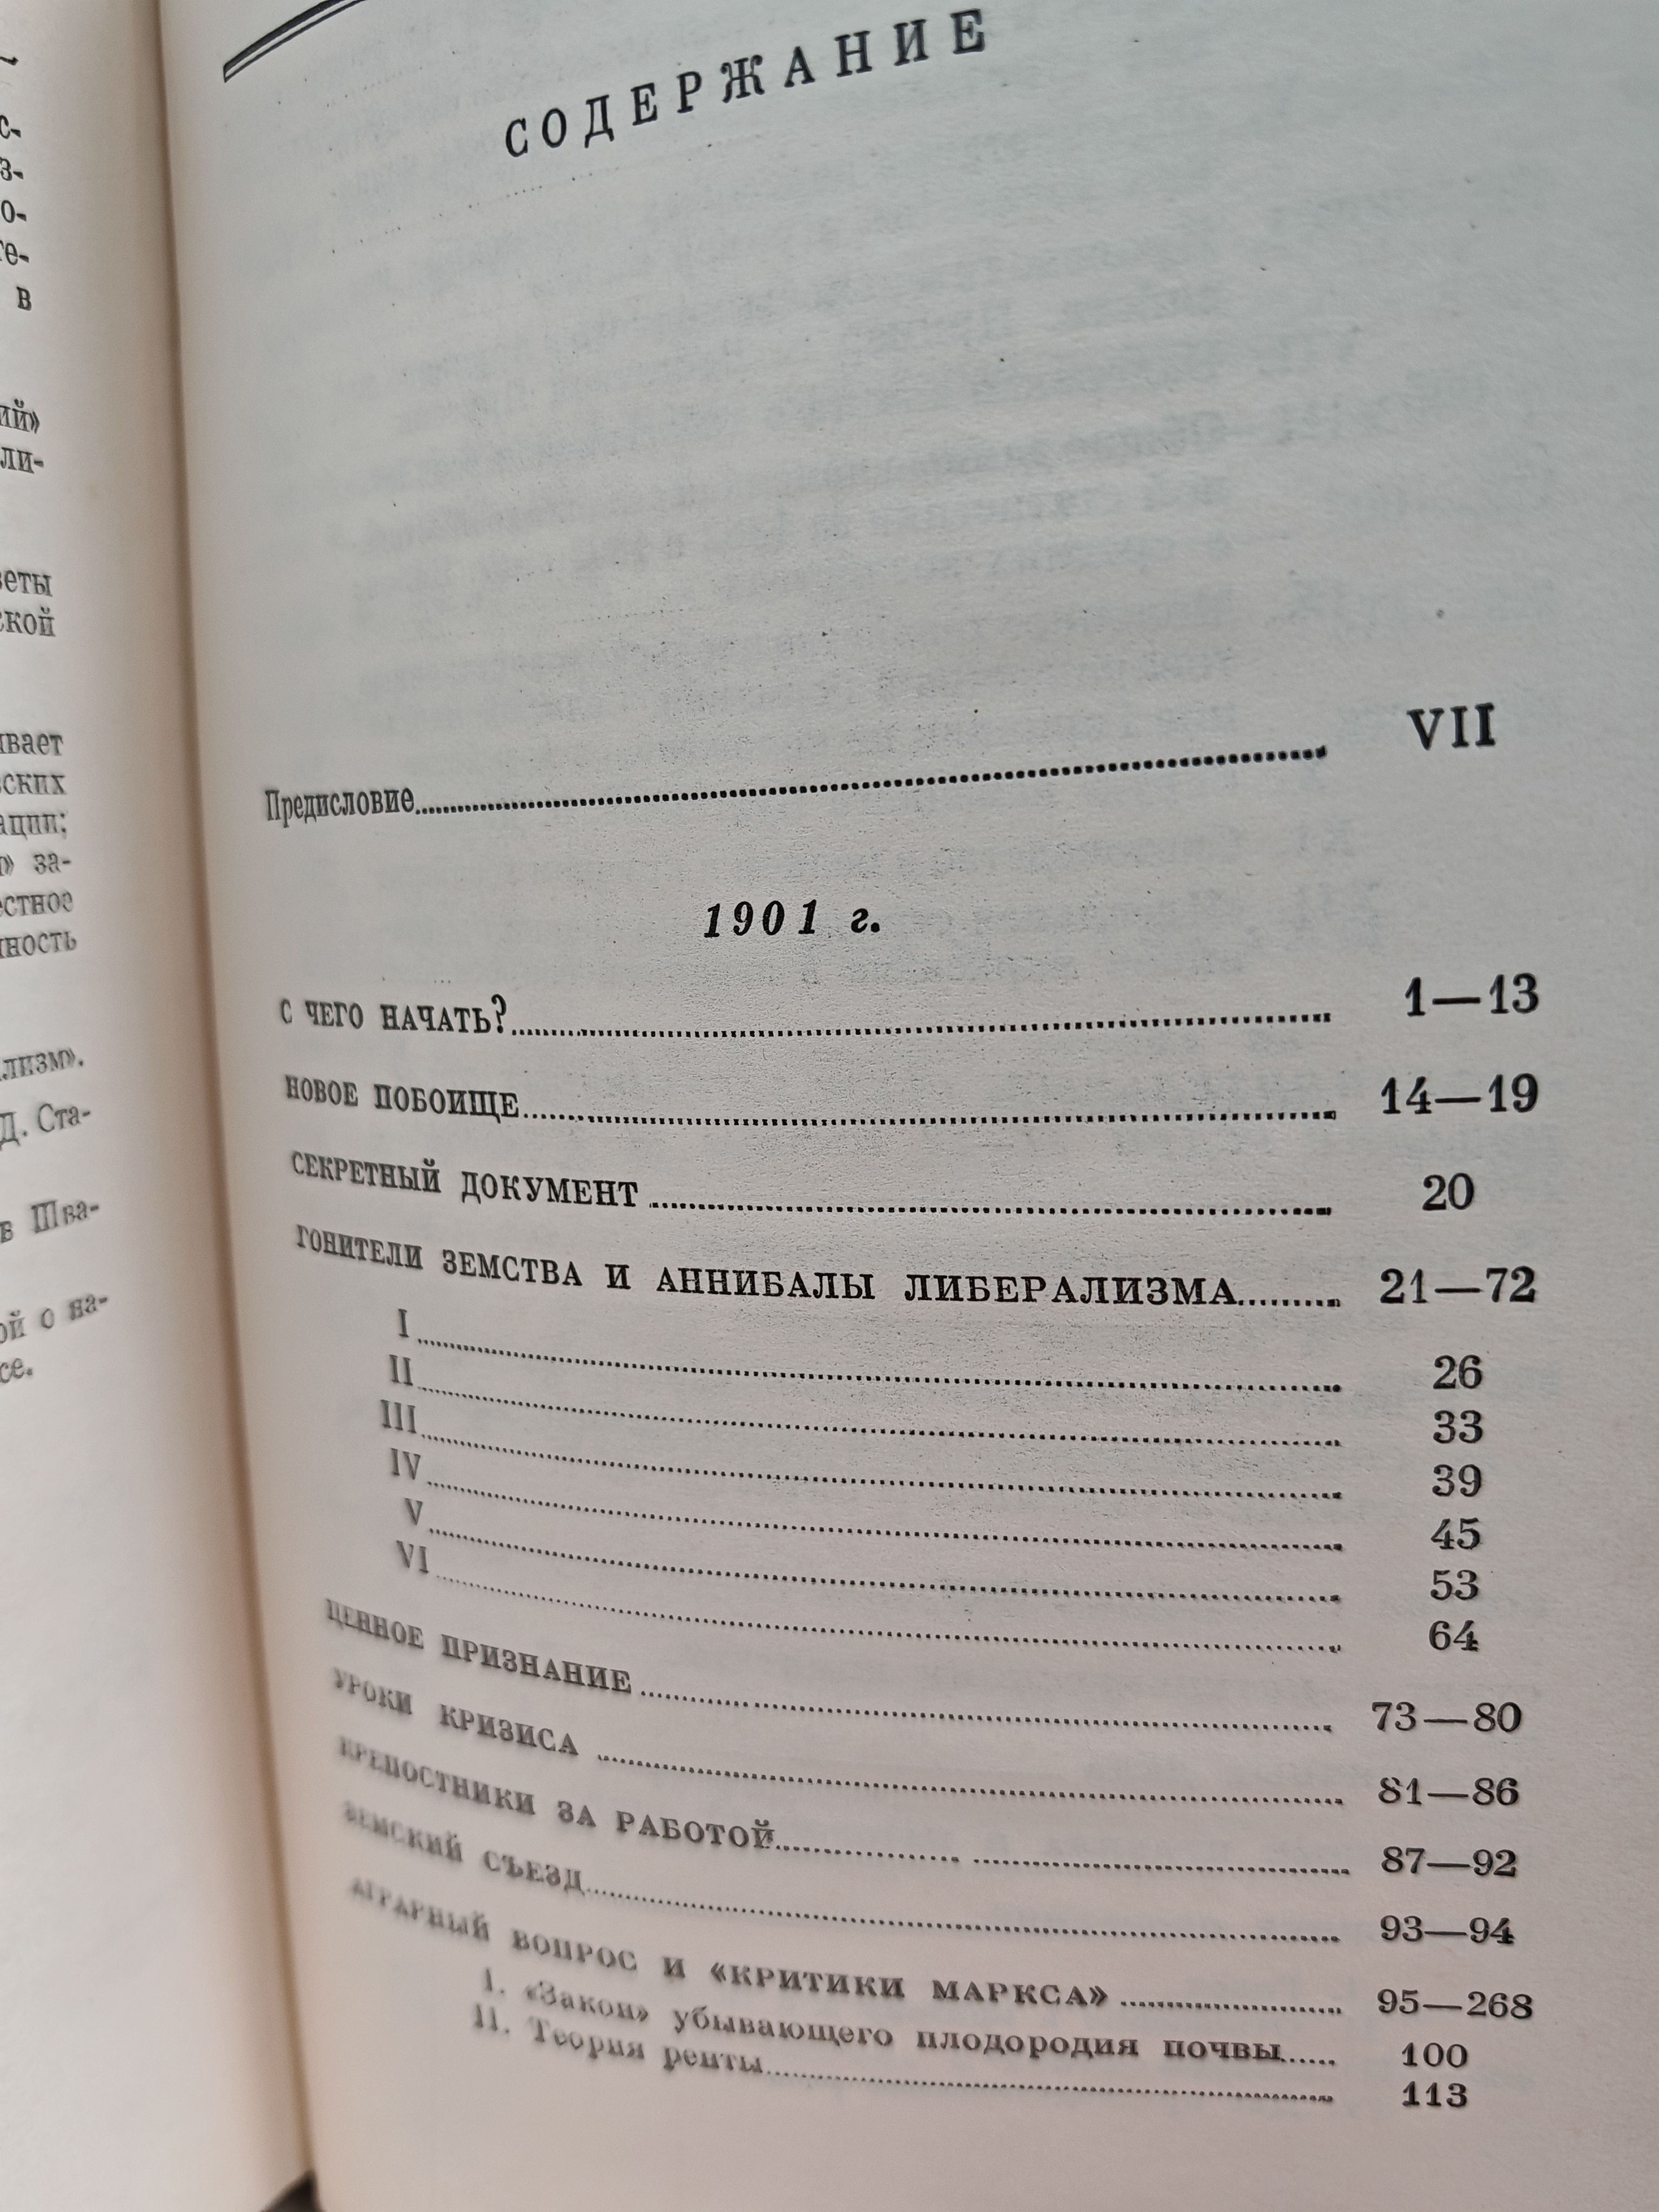 с-
з-
о-
те-
в
ий»
ли-
СОДЕРЖАНИЕ
Предисловие VII
1901 г.
С ЧЕГО НАЧАТЬ? 1—13
НОВОЕ ПОБОИЩЕ 14—19
СЕКРЕТНЫЙ ДОКУМЕНТ 20
ГОНИТЕЛИ ЗЕМСТВА И АННИБАЛЫ ЛИБЕРАЛИЗМА 21—72
I 26
II 33
III 39
IV 45
V 53
VI 64
ЦЕННОЕ ПРИЗНАНИЕ 73—80
УРОКИ КРИЗИСА 81—86
КРЕПОСТНИКИ ЗА РАБОТОЙ 87—92
ЗЕМСКИЙ СЪЕЗД 93—94
АГРАРНЫЙ ВОПРОС И «КРИТИКИ МАРКСА» 95—268
I. «Закон» убывающего плодородия почвы 100
II. Теория ренты 113